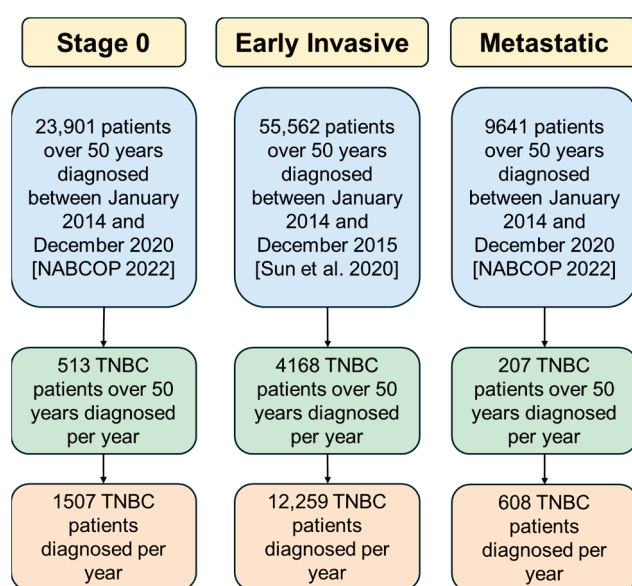 Stage 0
Early Invasive
Metastatic
23,901 patients
over 50 years
diagnosed
between January
2014 and
December 2020
[NABCOP 2022]
55,562 patients
over 50 years
diagnosed
between January
2014 and
December 2015
[Sun et al. 2020]
9641 patients
over 50 years
diagnosed
between January
2014 and
December 2020
[NABCOP 2022]
513 TNBC
patients over 50
years diagnosed
per year
4168 TNBC
patients over 50
years diagnosed
per year
207 TNBC
patients over 50
years diagnosed
per year
1507 TNBC
patients
diagnosed per
year
12,259 TNBC
patients
diagnosed per
year
608 TNBC
patients
diagnosed per
year